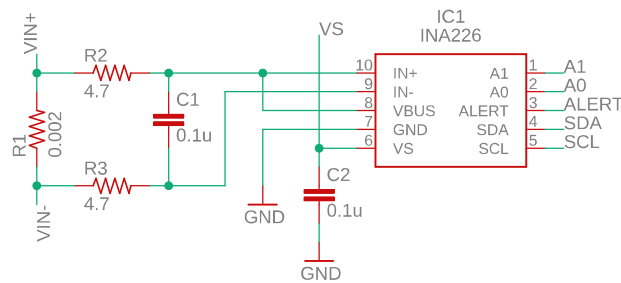 VIN+
R2
4.7
R1
0.002
C1
0.1u
R3
4.7
VIN-
VS
GND
C2
0.1u
GND
IC1
INA226
10 IN+ A1 1 A1
9 IN- A0 2 A0
8 VBUS ALERT 3 ALERT
7 GND SDA 4 SDA
6 VS SCL 5 SCL